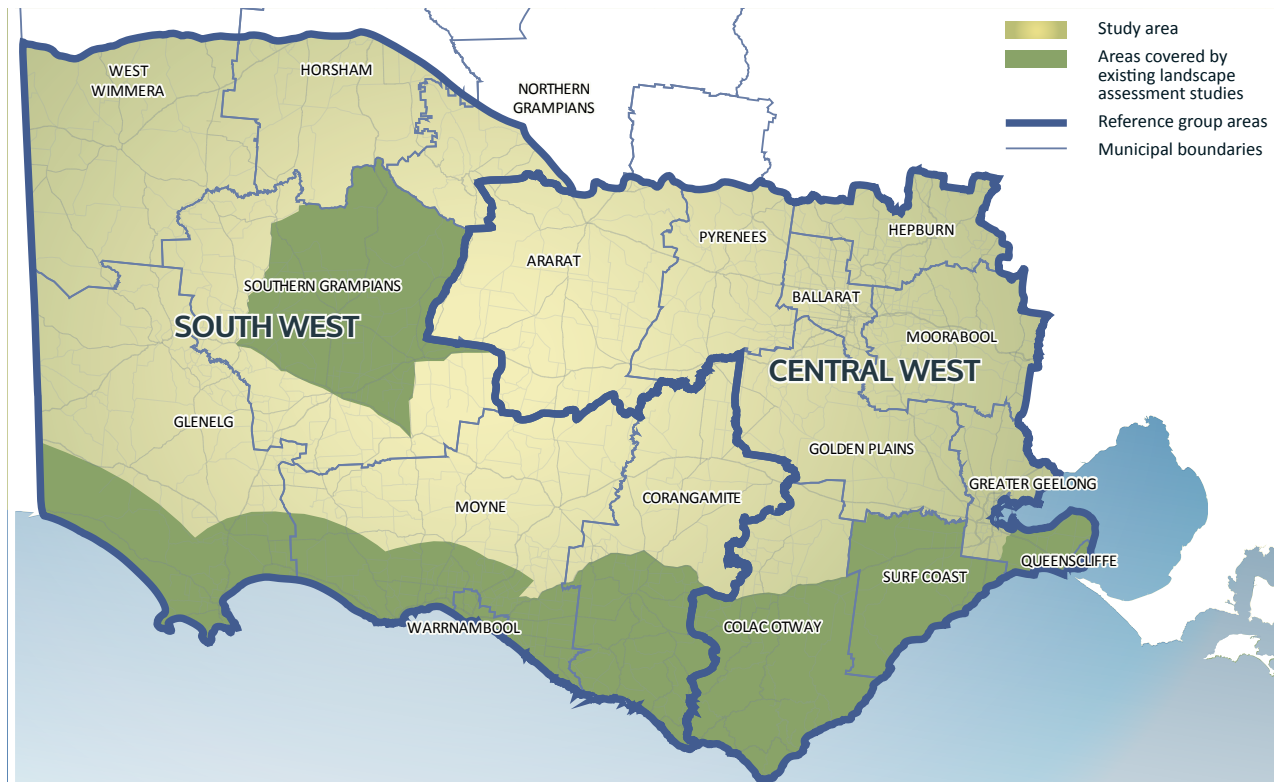 Study area
Areas covered by
existing landscape
assessment studies
Reference group areas
Municipal boundaries
WEST
WIMMERA
HORSHAM
NORTHERN
GRAMPIANS
HEPBURN
PYRENEES
ARARAT
SOUTHERN GRAMPIANS
BALLARAT
SOUTH WEST
MOORABOOL
CENTRAL WEST
GLENELG
GOLDEN PLAINS
GREATER GEELONG
CORANGAMITE
MOYNE
QUEENSCLIFFE
SURF COAST
WARRNAMBOOL
COLAC OTWAY